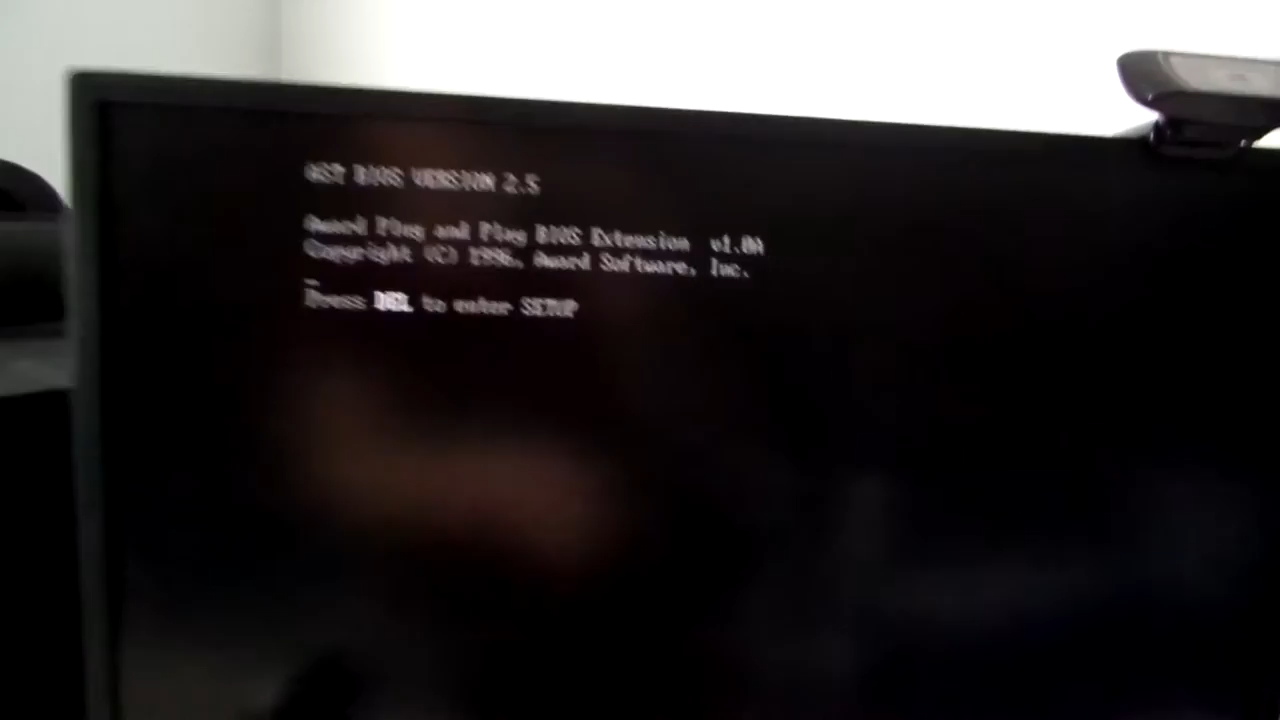 BIOS VERSION 2.5
Award Plug and Play BIOS Extension v1.0A
Copyright (C) 1996, Award Software, Inc.
Press DEL to enter SETUP